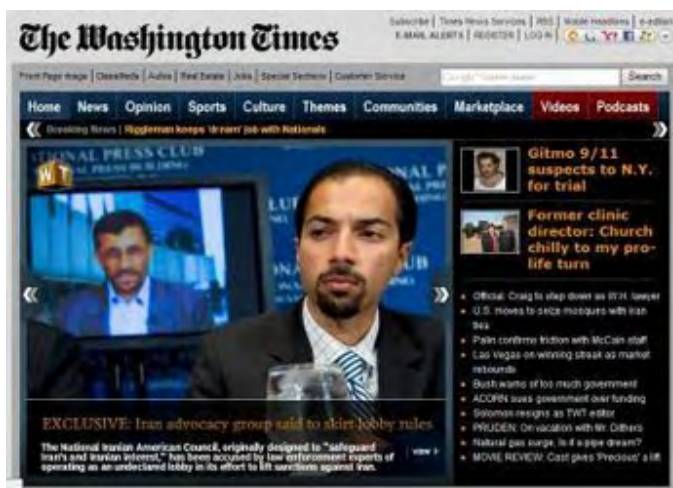 The Washington Times
Subscribe | Times News Services | RSS | Mobile Headlines | e-edition
E-MAIL ALERTS | REGISTER | LOG IN |
Front Page Image | Classifieds | Autos | Real Estate | Jobs | Special Sections | Customer Service
Search
Home News Opinion Sports Culture Themes Communities Marketplace Videos Podcasts
Breaking News | Riggleman keeps 'dream' job with Nationals
NATIONAL PRESS CLUB
WT
Gitmo 9/11
suspects to N.Y.
for trial
Former clinic
director: Church
chilly to my pro-
life turn
Official: Craig to step down as W.H. lawyer
U.S. moves to seize mosques with Iran
ties
Palin confirms friction with McCain staff
Las Vegas on winning streak as market
rebounds
Bush warns of too much government
ACORN sues government over funding
Solomon resigns as TWT editor
PRUDEN: On vacation with Mr. Dithers
Natural gas surge, is it a pipe dream?
MOVIE REVIEW: Cast gives 'Precious' a lift
EXCLUSIVE: Iran advocacy group said to skirt lobby rules
The National Iranian American Council, originally designed to "safeguard
Iran's and Iranian interest," has been accused by law enforcement experts of
operating as an undeclared lobby in its effort to lift sanctions against Iran.
VIEW